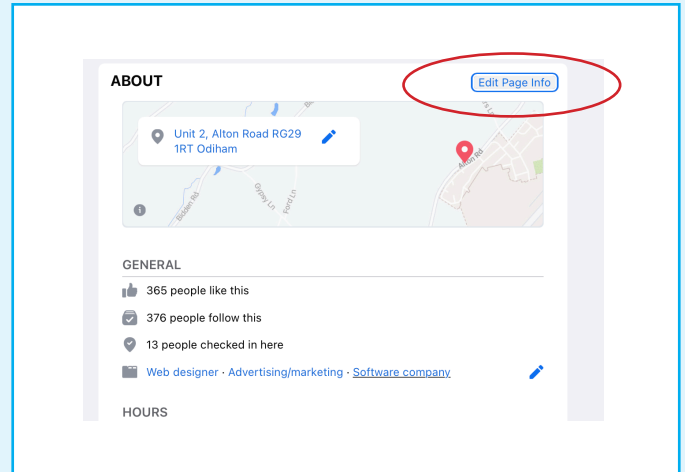 ABOUT
Edit Page Info
Unit 2, Alton Road RG29
1RT Odiham
Alton Rd
Bidden Rd
Gypsy Ln
Ford Ln
GENERAL
365 people like this
376 people follow this
13 people checked in here
Web designer · Advertising/marketing · Software company
HOURS